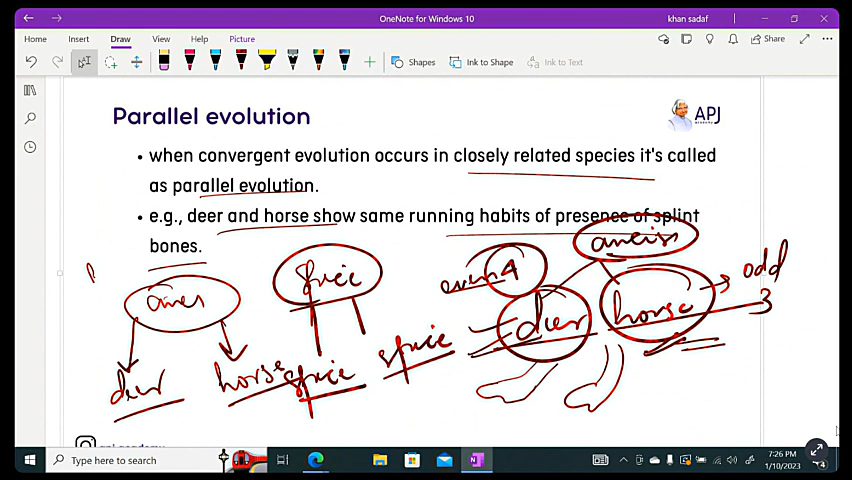 OneNote for Windows 10
khan sadaf
Home Insert Draw View Help Picture
Share
Shapes Ink to Shape Ink to Text
Parallel evolution
APJ
• when convergent evolution occurs in closely related species it's called
as parallel evolution.
• e.g., deer and horse show same running habits of presence of splint
bones.
even 4
odd
3
deer horse
deer horse
Type here to search
7:26 PM
1/10/2023
4